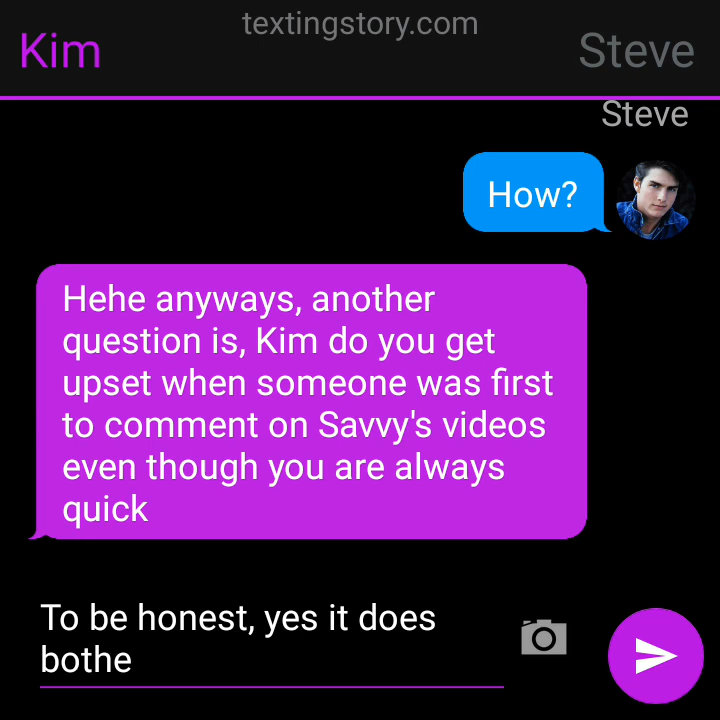 textingstory.com
Kim
Steve
Steve
How?
Hehe anyways, another
question is, Kim do you get
upset when someone was first
to comment on Savvy's videos
even though you are always
quick
To be honest, yes it does
bothe